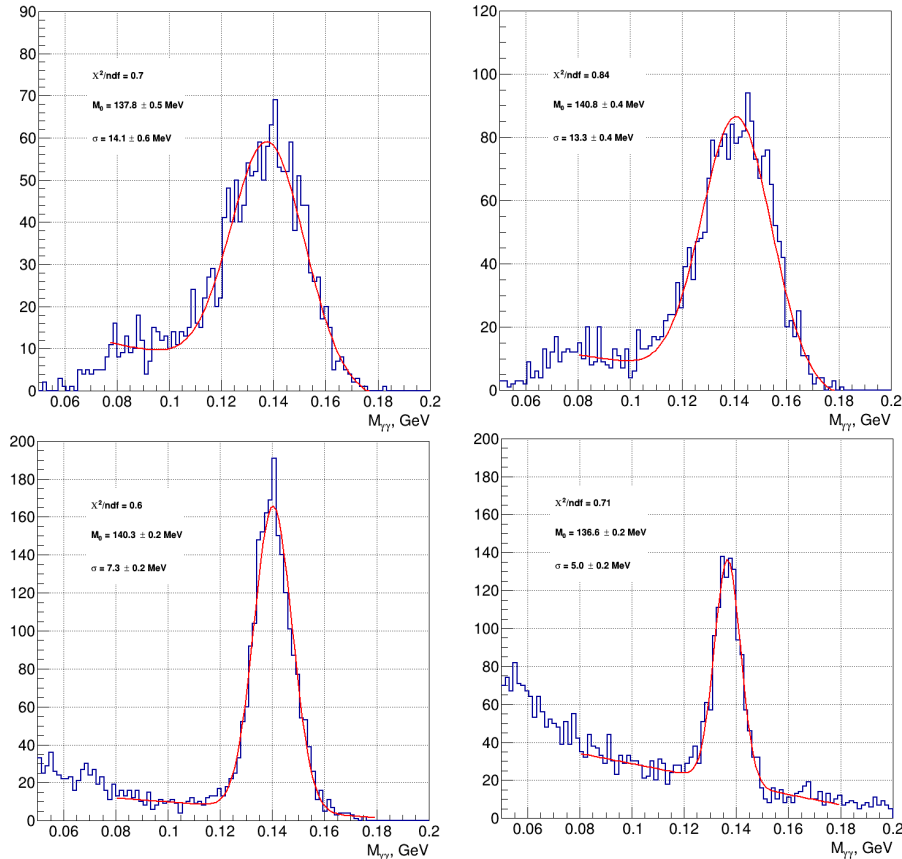 90
80
70
60
50
40
30
20
10
0
X²/ndf = 0.7
M₀ = 137.8 ± 0.5 MeV
σ = 14.1 ± 0.6 MeV
0.06 0.08 0.1 0.12 0.14 0.16 0.18 0.2
Mγγ, GeV
120
100
80
60
40
20
0
X²/ndf = 0.84
M₀ = 140.8 ± 0.4 MeV
σ = 13.3 ± 0.4 MeV
0.06 0.08 0.1 0.12 0.14 0.16 0.18 0.2
Mγγ, GeV
200
180
160
140
120
100
80
60
40
20
0
X²/ndf = 0.6
M₀ = 140.3 ± 0.2 MeV
σ = 7.3 ± 0.2 MeV
0.06 0.08 0.1 0.12 0.14 0.16 0.18 0.2
Mγγ, GeV
200
180
160
140
120
100
80
60
40
20
0
X²/ndf = 0.71
M₀ = 136.6 ± 0.2 MeV
σ = 5.0 ± 0.2 MeV
0.06 0.08 0.1 0.12 0.14 0.16 0.18 0.2
Mγγ, GeV